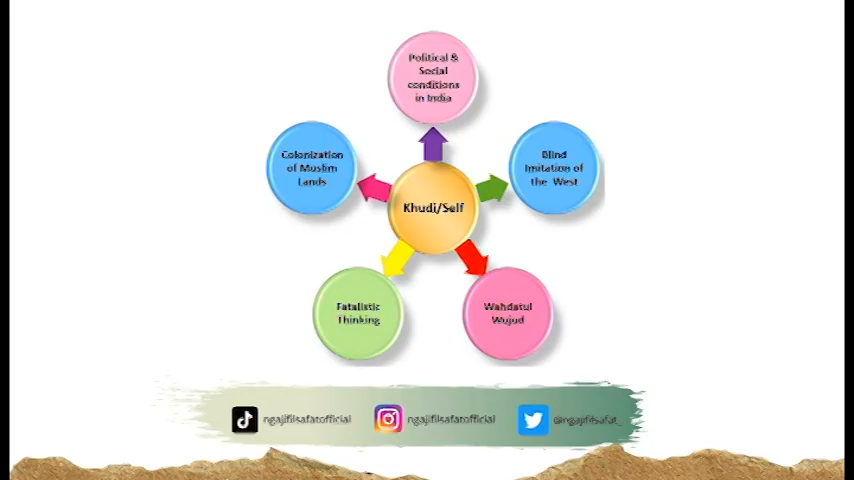 Political &
Social
conditions
in India
Colonization
of Muslim
Lands
Blind
Imitation of
the West
Khudi/Self
Fatalistic
Thinking
Wahdatul
Wujud
ngajifilsafatofficial
ngajifilsafatofficial
@ngajifilsafat_